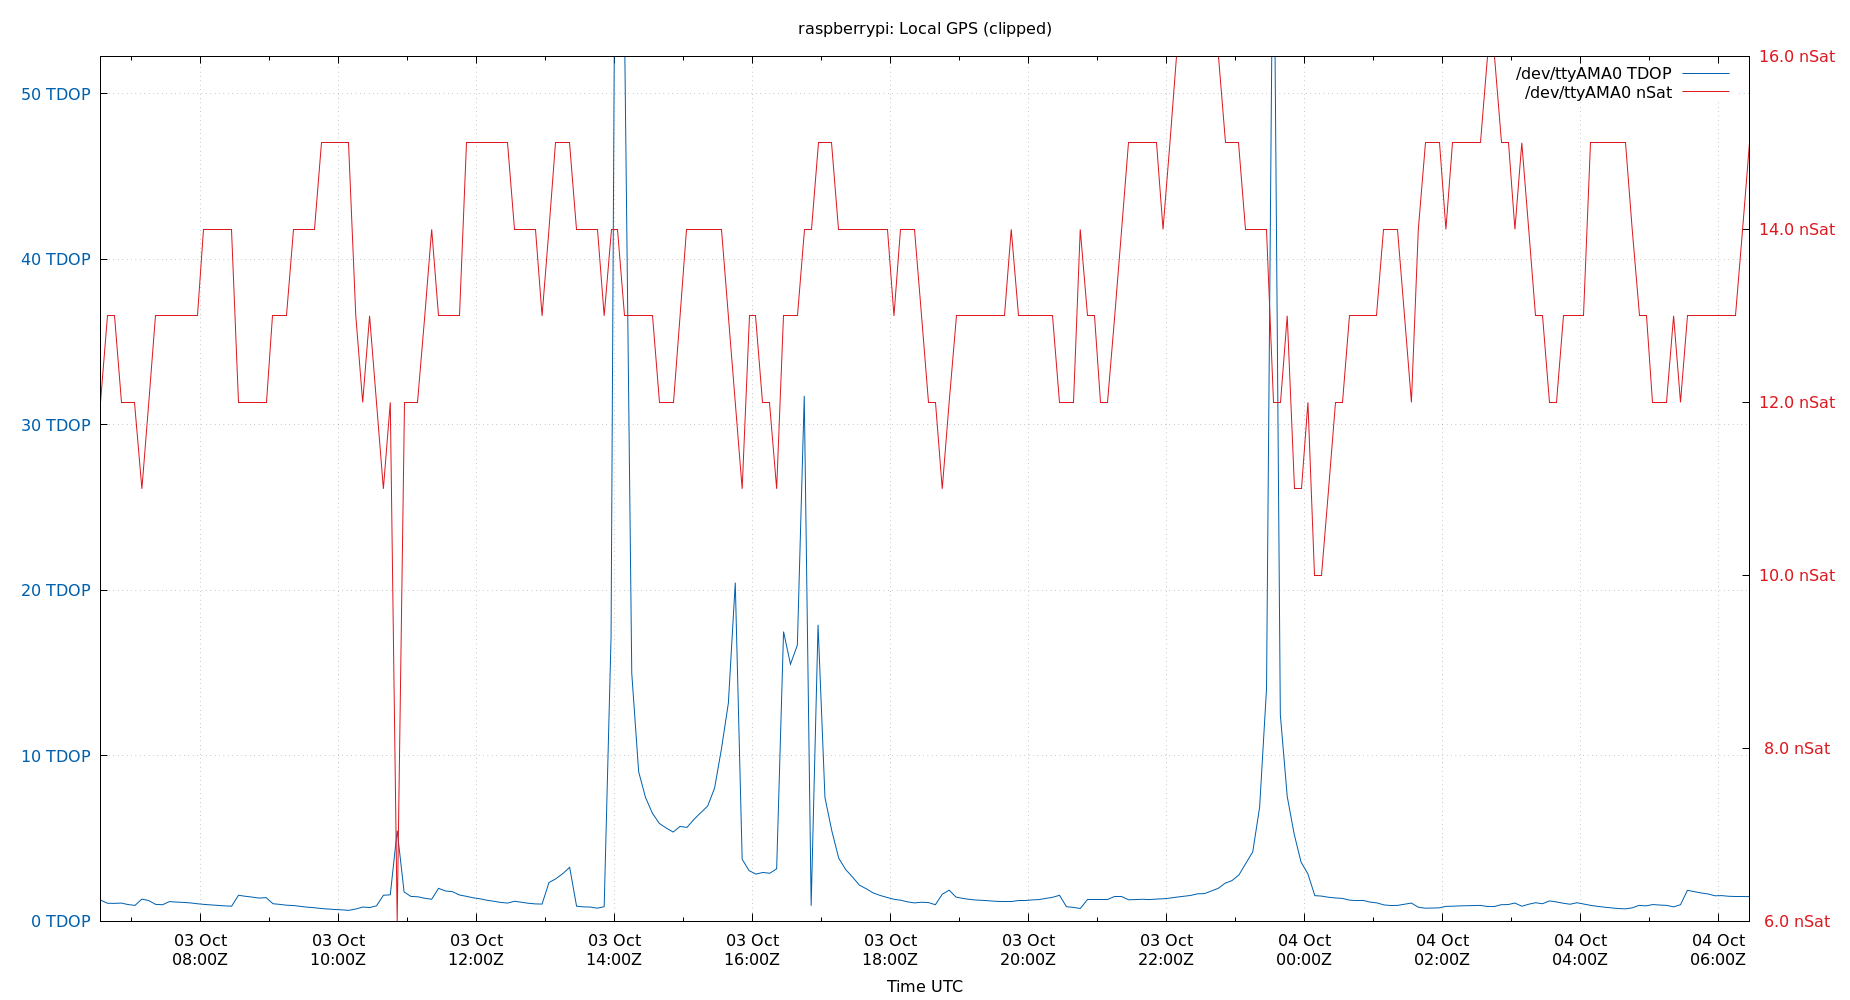 raspberrypi: Local GPS (clipped)
/dev/ttyAMA0 TDOP
/dev/ttyAMA0 nSat
50 TDOP
40 TDOP
30 TDOP
20 TDOP
10 TDOP
0 TDOP
16.0 nSat
14.0 nSat
12.0 nSat
10.0 nSat
8.0 nSat
6.0 nSat
03 Oct 03 Oct 03 Oct 03 Oct 03 Oct 03 Oct 03 Oct 03 Oct 04 Oct 04 Oct 04 Oct 04 Oct
08:00Z 10:00Z 12:00Z 14:00Z 16:00Z 18:00Z 20:00Z 22:00Z 00:00Z 02:00Z 04:00Z 06:00Z
Time UTC